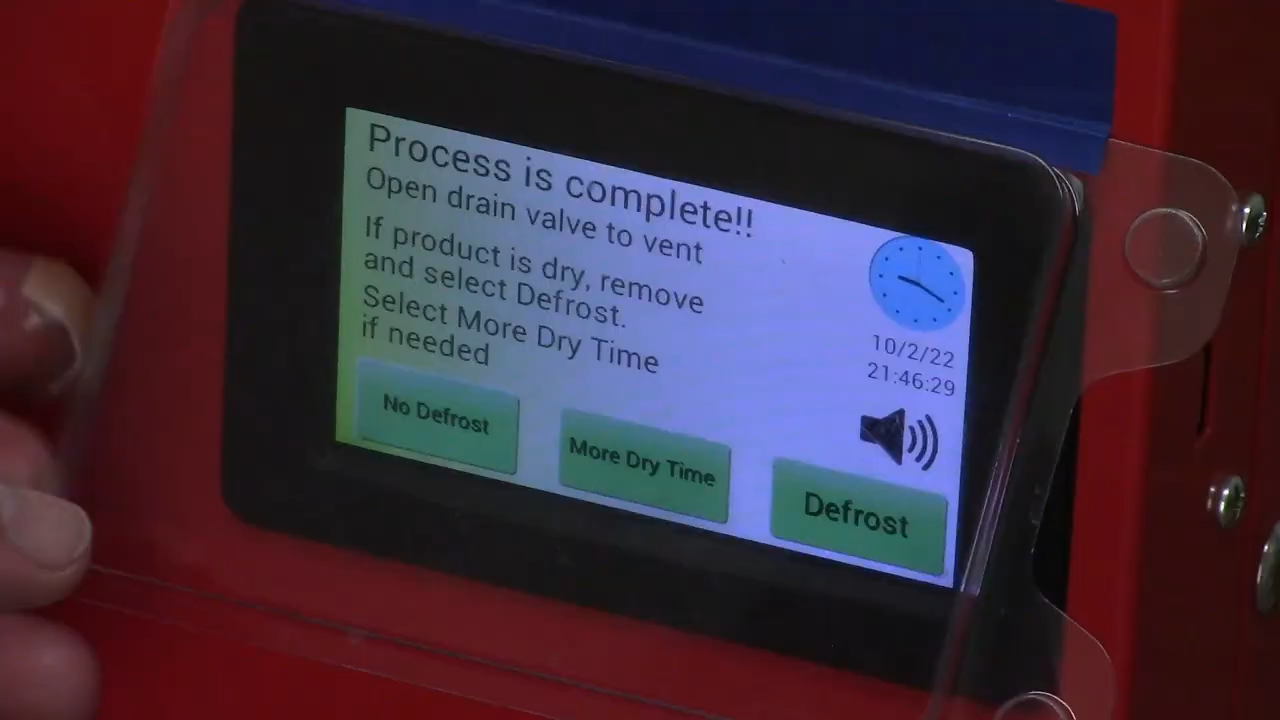 Process is complete!!
Open drain valve to vent
If product is dry, remove
and select Defrost.
Select More Dry Time
if needed
10/2/22
21:46:29
No Defrost
More Dry Time
Defrost